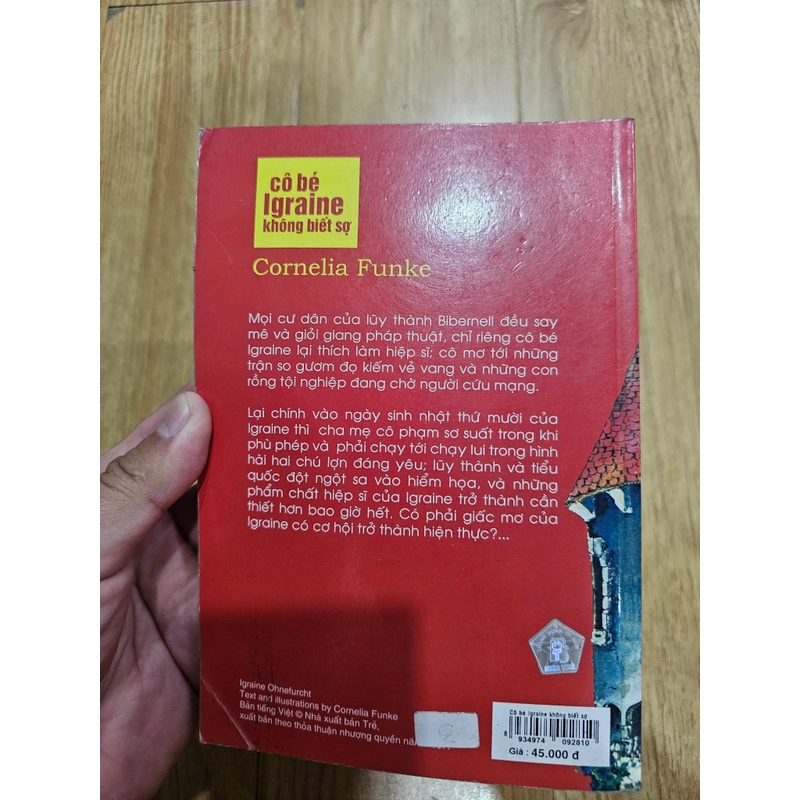 cô bé
Igraine
không biết sợ
Cornelia Funke
Mọi cư dân của lũy thành Bibernell đều say
mê và giỏi giang pháp thuật, chỉ riêng cô bé
Igraine lại thích làm hiệp sĩ; cô mơ tới những
trận so gươm đọ kiếm vẻ vang và những con
rồng tội nghiệp đang chờ người cứu mạng.
Lại chính vào ngày sinh nhật thứ mười của
Igraine thì cha mẹ cô phạm sơ suất trong khi
phù phép và phải chạy tới chạy lui trong hình
hài hai chú lợn đáng yêu; lũy thành và tiểu
quốc đột ngột sa vào hiểm họa, và những
phẩm chất hiệp sĩ của Igraine trở thành cần
thiết hơn bao giờ hết. Có phải giấc mơ của
Igraine có cơ hội trở thành hiện thực?...
Igraine Ohnefurcht
Text and illustrations by Cornelia Funke
Bản tiếng Việt © Nhà xuất bản Trẻ,
xuất bản theo thỏa thuận nhượng quyền năm
Cô bé Igraine không biết sợ
8 934974 092810
Giá : 45.000 đ